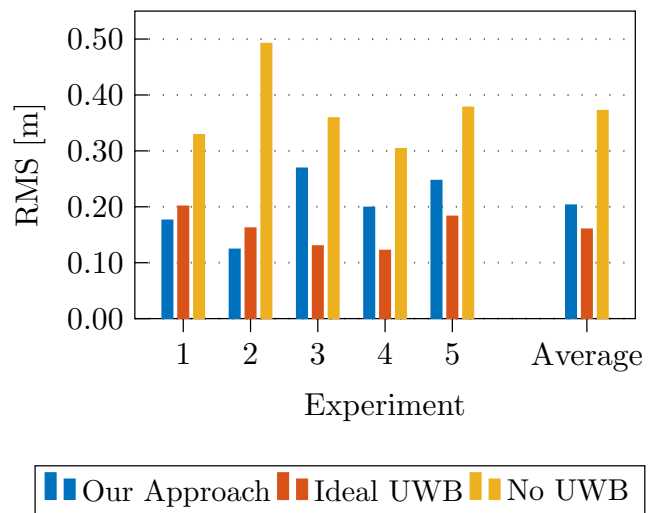 0.50
0.40
0.30
0.20
0.10
0.00
RMS [m]
1 2 3 4 5 Average
Experiment
Our Approach Ideal UWB No UWB